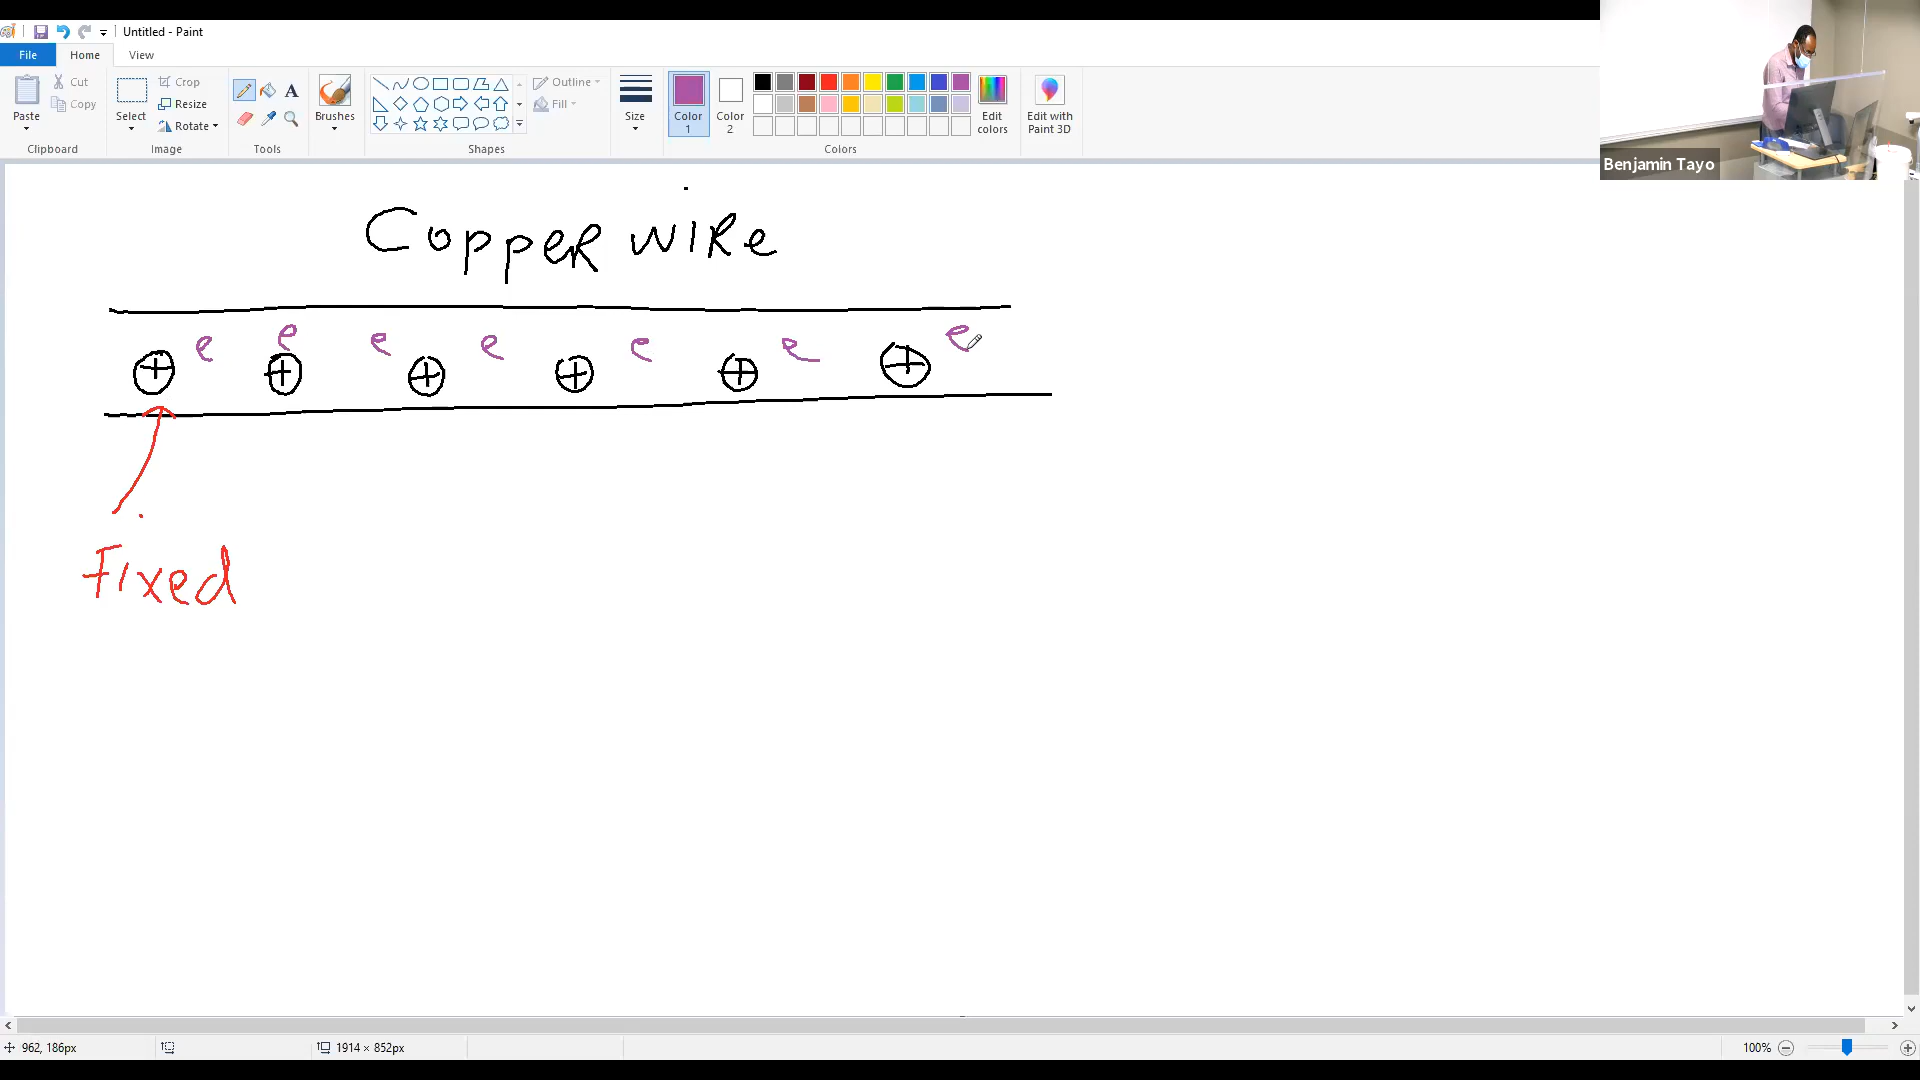 Untitled - Paint
File Home View
Paste
Cut
Copy
Clipboard
Select
Crop
Resize
Rotate
Image
A
Tools
Brushes
Shapes
Outline
Fill
Size
Color 1
Color 2
Colors
Edit colors
Edit with Paint 3D
Benjamin Tayo
CoppeR wiRe
e e e e e e e
+ + + + + +
Fixed
962, 186px
1914 × 852px
100%